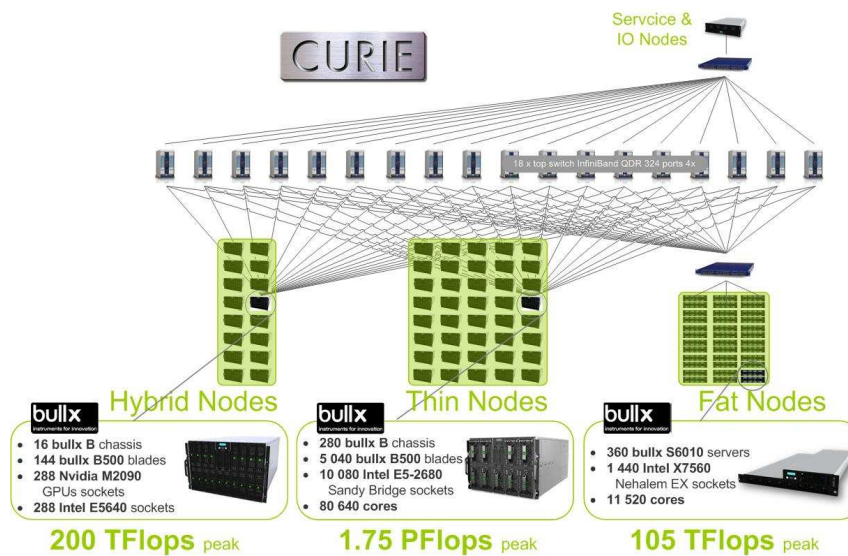 Servcice &
IO Nodes
CURIE
18 x top switch InfiniBand QDR 324 ports 4x
Hybrid Nodes
Thin Nodes
Fat Nodes
bullx
instruments for innovation
• 16 bullx B chassis
• 144 bullx B500 blades
• 288 Nvidia M2090
GPUs sockets
• 288 Intel E5640 sockets
200 TFlops peak
bullx
instruments for innovation
• 280 bullx B chassis
• 5 040 bullx B500 blades
• 10 080 Intel E5-2680
Sandy Bridge sockets
• 80 640 cores
1.75 PFlops peak
bullx
instruments for innovation
• 360 bullx S6010 servers
• 1 440 Intel X7560
Nehalem EX sockets
• 11 520 cores
105 TFlops peak